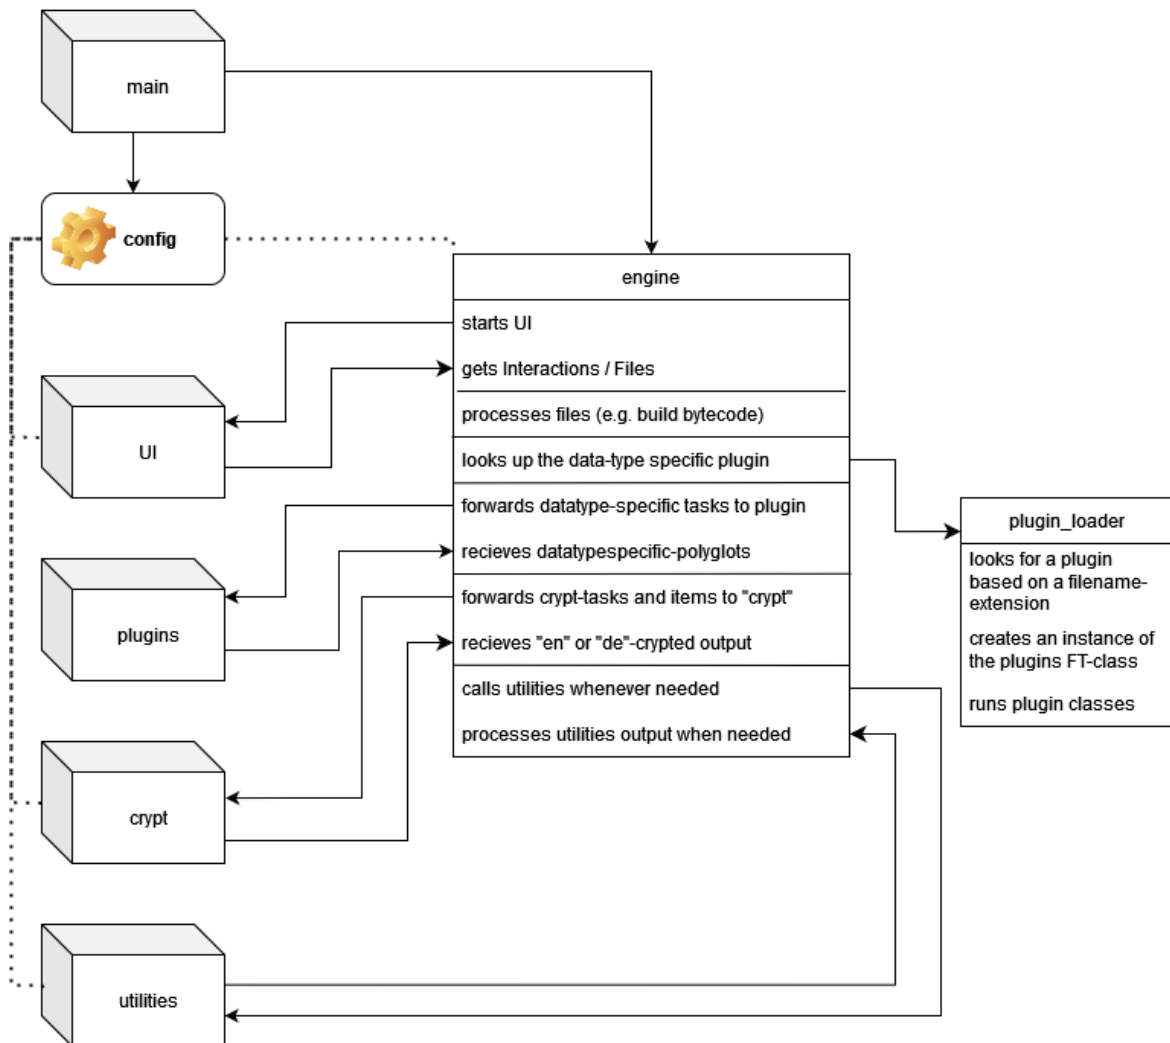 main
config
engine
starts UI
gets Interactions / Files
processes files (e.g. build bytecode)
UI
looks up the data-type specific plugin
forwards datatype-specific tasks to plugin
recieves datatypespecific-polyglots
plugin_loader
looks for a plugin
based on a filename-
extension
creates an instance of
the plugins FT-class
runs plugin classes
plugins
forwards crypt-tasks and items to "crypt"
recieves "en" or "de"-crypted output
calls utilities whenever needed
processes utilities output when needed
crypt
utilities